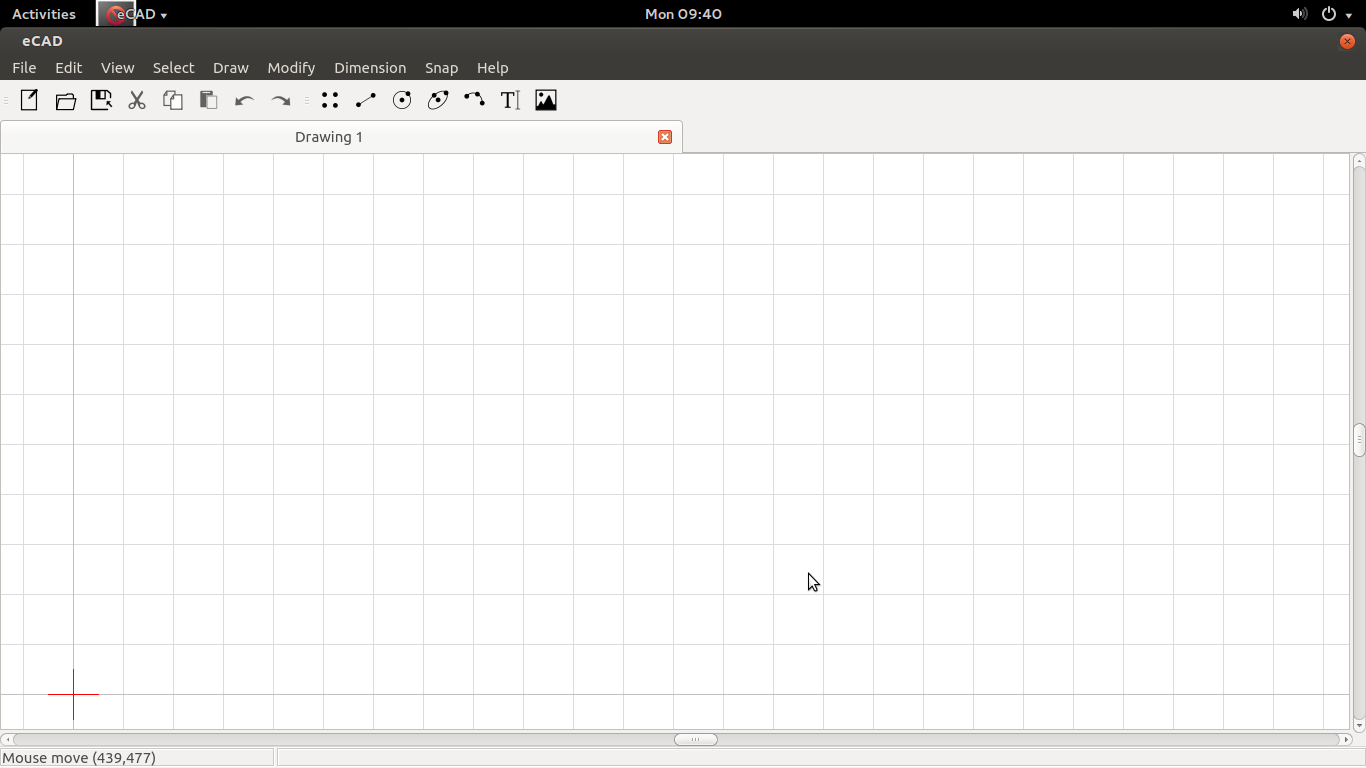 Activities eCAD Mon 09:40
eCAD
File Edit View Select Draw Modify Dimension Snap Help
T
Drawing 1
Mouse move (439,477)